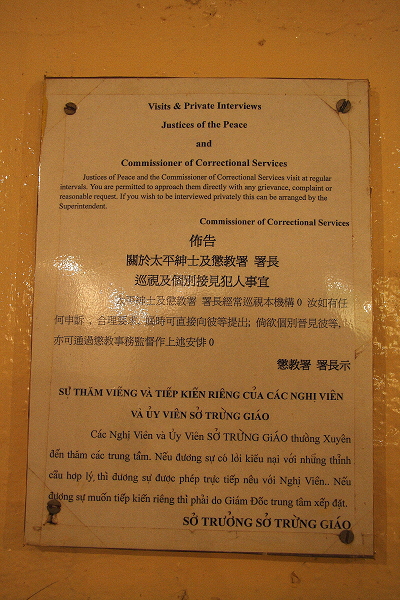 Visits & Private Interviews
Justices of the Peace
and
Commissioner of Correctional Services
Justices of Peace and the Commissioner of Correctional Services visit at regular
intervals. You are permitted to approach them directly with any grievance, complaint or
reasonable request. If you wish to be interviewed privately this can be arranged by the
Superintendent.
Commissioner of Correctional Services
佈告
關於太平紳士及懲教署 署長
巡視及個別接見犯人事宜
太平紳士及懲教署 署長經常巡視本機構0 汝如有任
何申訴, 合理要求, 時可直接向彼等提出; 倘欲個別晉見彼等,
亦可通過懲教事務監督作上述安排0
懲教署 署長示
SỰ THĂM VIẾNG VÀ TIẾP KIẾN RIÊNG CỦA CÁC NGHỊ VIÊN
VÀ ỦY VIÊN SỞ TRỪNG GIÁO
Các Nghị Viên và Ủy Viên SỞ TRỪNG GIÁO thường Xuyên
đến thăm các trung tâm. Nếu đương sự có lời kiếu nại với những thỉnh
cầu hợp lý, thì đương sự được phép trực tiếp nêu với Nghị Viên.. Nếu
đương sự muốn tiếp kiến riêng thì phải do Giám Đốc trung tâm xếp đặt.
SỞ TRƯỞNG SỞ TRỪNG GIÁO